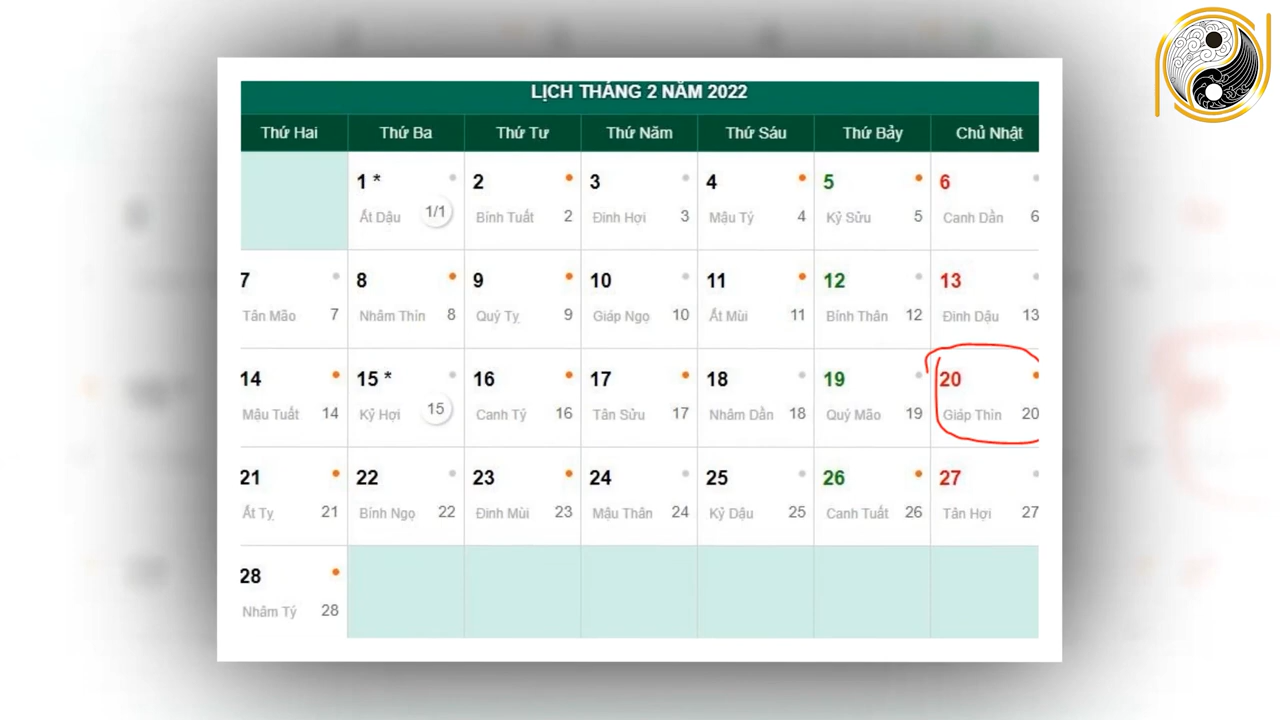 LỊCH THÁNG 2 NĂM 2022
Thứ Hai Thứ Ba Thứ Tư Thứ Năm Thứ Sáu Thứ Bảy Chủ Nhật
1 * 2 3 4 5 6
Ất Dậu 1/1 Bính Tuất 2 Đinh Hợi 3 Mậu Tý 4 Kỷ Sửu 5 Canh Dần 6
7 8 9 10 11 12 13
Tân Mão 7 Nhâm Thìn 8 Quý Tỵ 9 Giáp Ngọ 10 Ất Mùi 11 Bính Thân 12 Đinh Dậu 13
14 15 * 16 17 18 19 20
Mậu Tuất 14 Kỷ Hợi 15 Canh Tý 16 Tân Sửu 17 Nhâm Dần 18 Quý Mão 19 Giáp Thìn 20
21 22 23 24 25 26 27
Ất Tỵ 21 Bính Ngọ 22 Đinh Mùi 23 Mậu Thân 24 Kỷ Dậu 25 Canh Tuất 26 Tân Hợi 27
28
Nhâm Tý 28